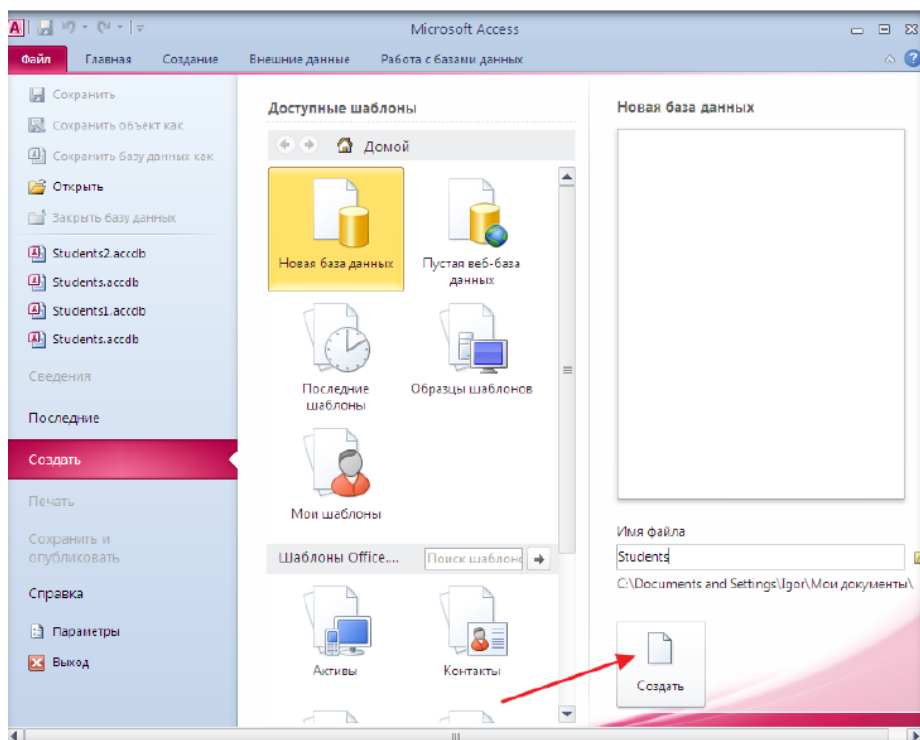 Microsoft Access
Файл Главная Создание Внешние данные Работа с базами данных
Сохранить
Сохранить объект как
Сохранить базу данных как
Открыть
Закрыть базу данных
Students2.accdb
Students.accdb
Students1.accdb
Students.accdb
Сведения
Последние
Создать
Печать
Сохранить и
опубликовать
Справка
Параметры
Выход
Доступные шаблоны
Домой
Новая база данных
Пустая веб-база
данных
Последние
шаблоны
Образцы шаблонов
Мои шаблоны
Шаблоны Office.... Поиск шаблоно
Активы
Контакты
Новая база данных
Имя файла
Students
C:\Documents and Settings\Igor\Мои документы\
Создать